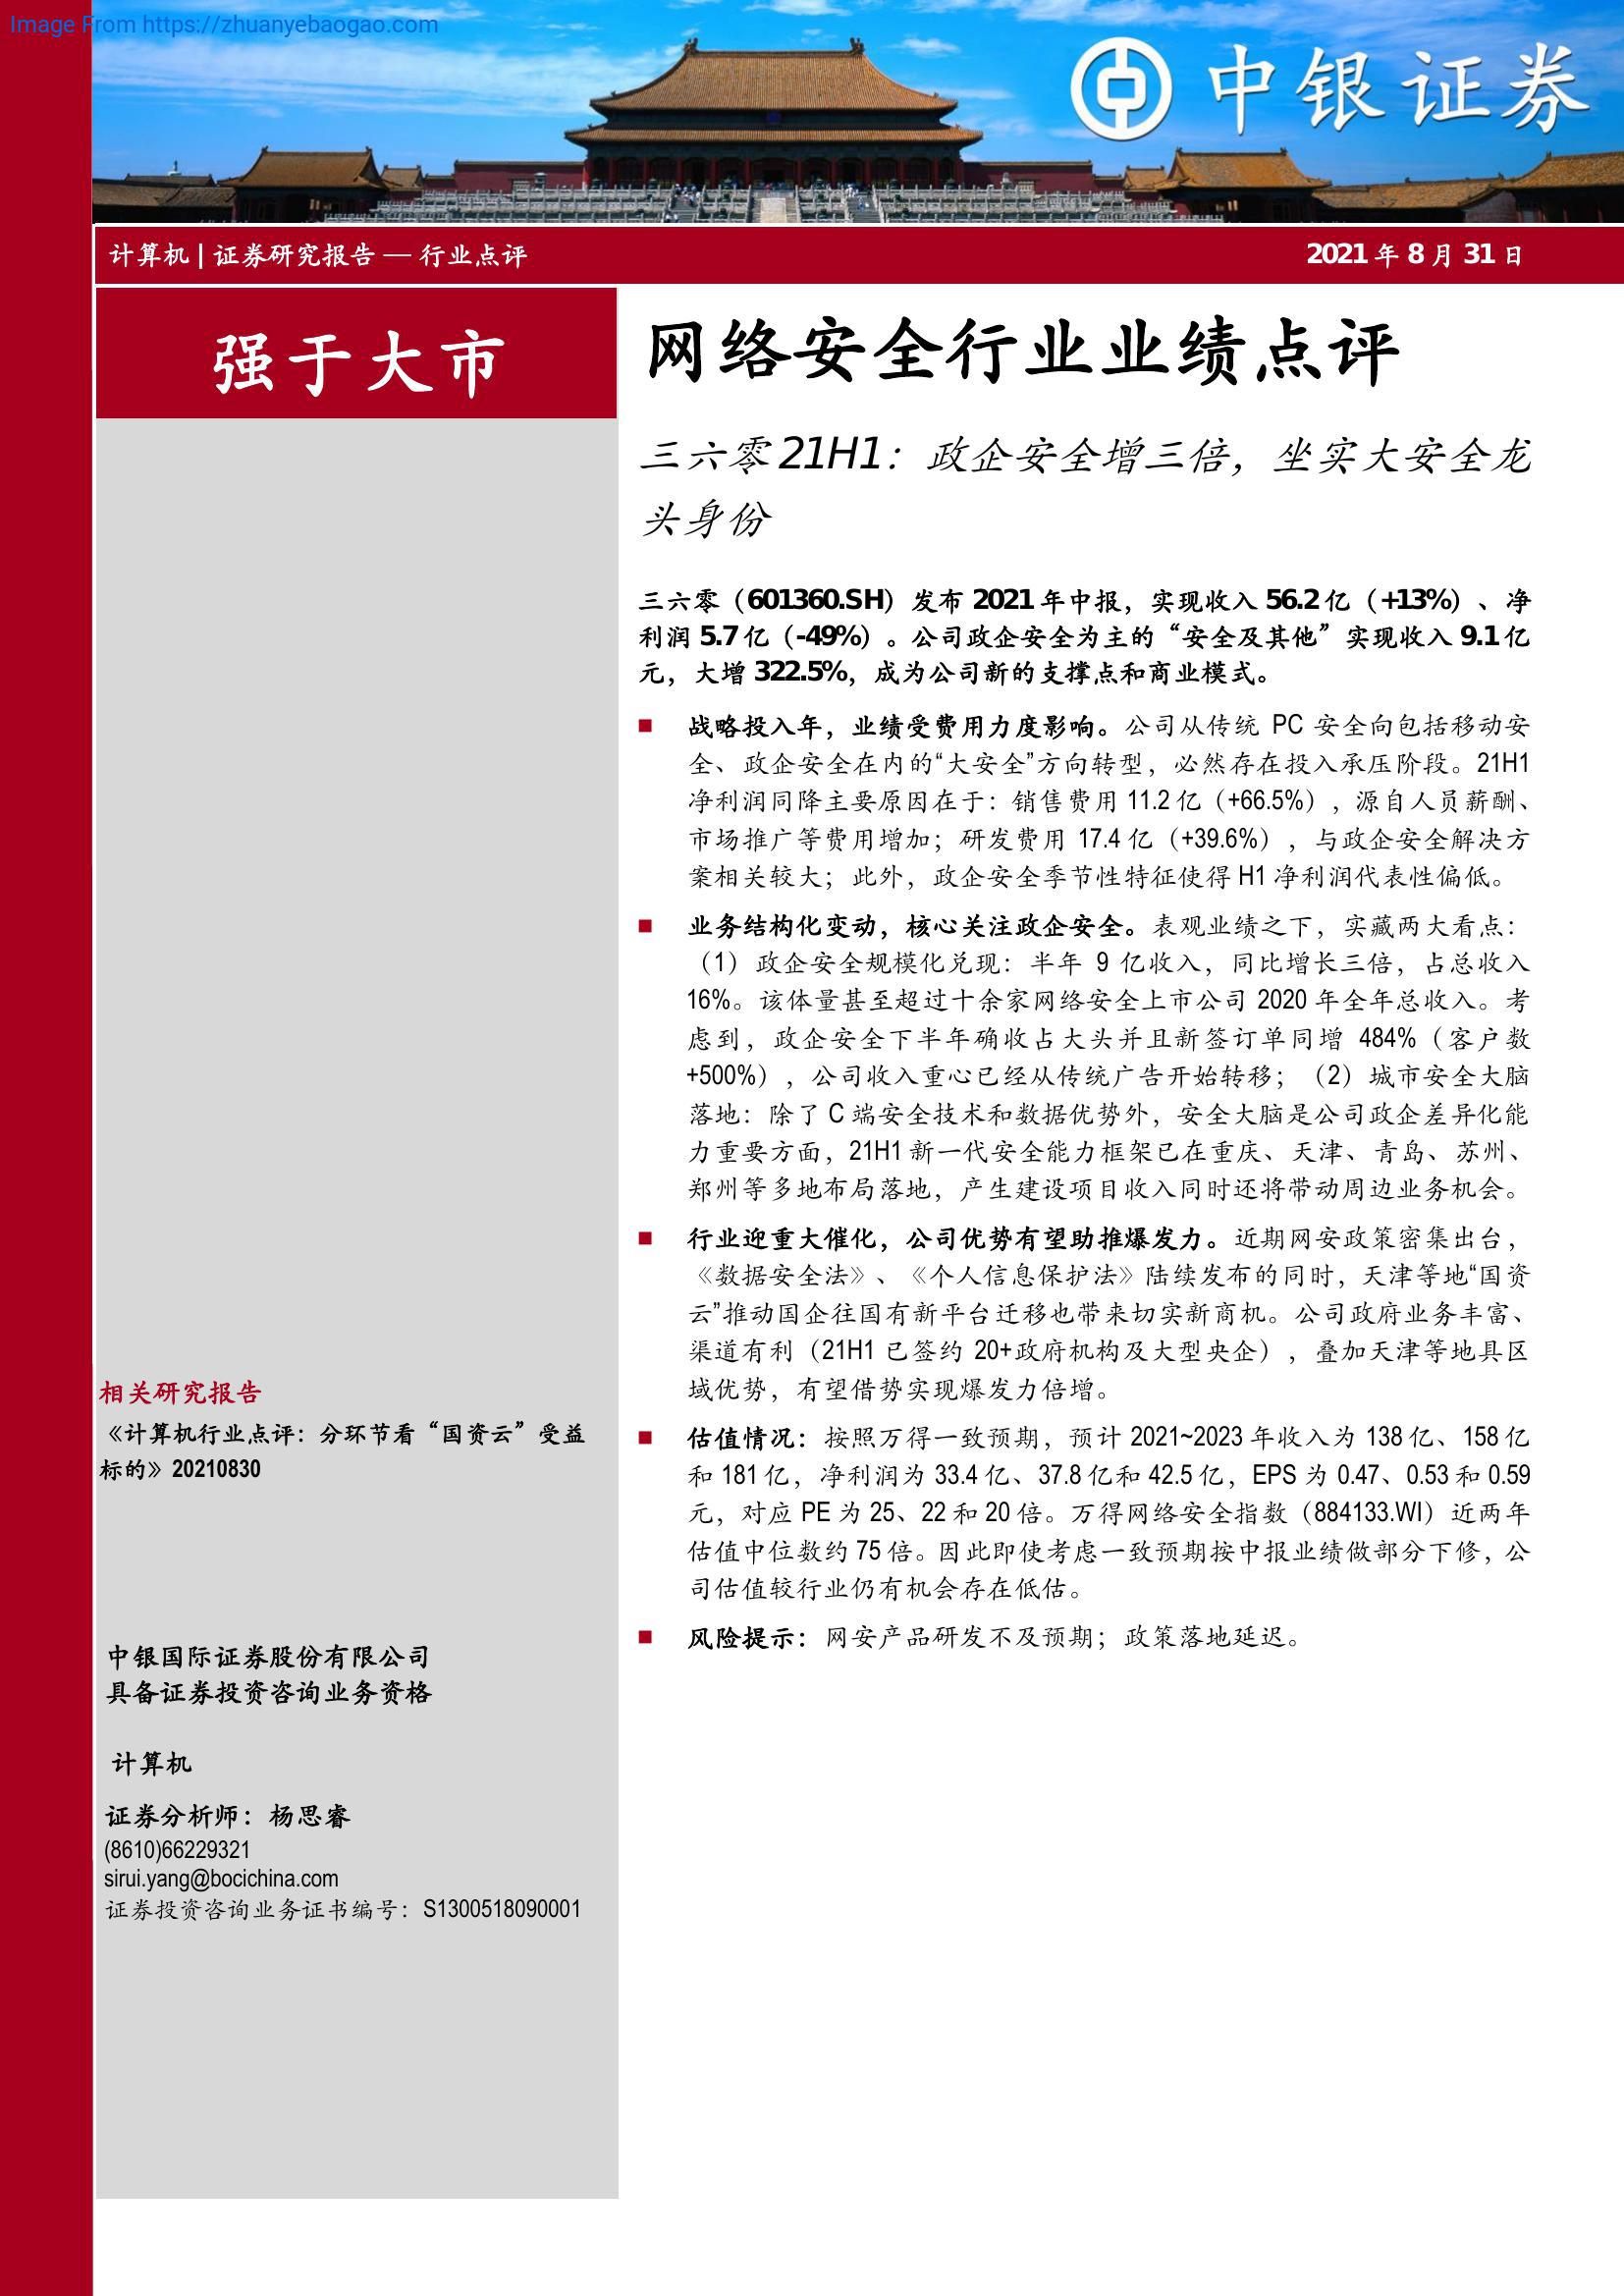 Image From https://zhuanyebaogao.com
中银证券
计算机 | 证券研究报告 — 行业点评
2021 年 8 月 31 日
强于大市
网络安全行业业绩点评
三六零 21H1：政企安全增三倍，坐实大安全龙
头身份
三六零（601360.SH）发布 2021 年中报，实现收入 56.2 亿（+13%）、净
利润 5.7 亿（-49%）。公司政企安全为主的“安全及其他”实现收入 9.1 亿
元，大增 322.5%，成为公司新的支撑点和商业模式。
■ 战略投入年，业绩受费用力度影响。公司从传统 PC 安全向包括移动安
全、政企安全在内的“大安全”方向转型，必然存在投入承压阶段。21H1
净利润同降主要原因在于：销售费用 11.2 亿（+66.5%），源自人员薪酬、
市场推广等费用增加；研发费用 17.4 亿（+39.6%），与政企安全解决方
案相关较大；此外，政企安全季节性特征使得 H1 净利润代表性偏低。
■ 业务结构化变动，核心关注政企安全。表观业绩之下，实藏两大看点：
（1）政企安全规模化兑现：半年 9 亿收入，同比增长三倍，占总收入
16%。该体量甚至超过十余家网络安全上市公司 2020 年全年总收入。考
虑到，政企安全下半年确收占大头并且新签订单同增 484%（客户数
+500%），公司收入重心已经从传统广告开始转移；（2）城市安全大脑
落地：除了 C 端安全技术和数据优势外，安全大脑是公司政企差异化能
力重要方面，21H1 新一代安全能力框架已在重庆、天津、青岛、苏州、
郑州等多地布局落地，产生建设项目收入同时还将带动周边业务机会。
■ 行业迎重大催化，公司优势有望助推爆发力。近期网安政策密集出台，
《数据安全法》、《个人信息保护法》陆续发布的同时，天津等地“国资
云”推动国企往国有新平台迁移也带来切实新商机。公司政府业务丰富、
渠道有利（21H1 已签约 20+政府机构及大型央企），叠加天津等地具区
域优势，有望借势实现爆发力倍增。
■ 估值情况：按照万得一致预期，预计 2021~2023 年收入为 138 亿、158 亿
和 181 亿，净利润为 33.4 亿、37.8 亿和 42.5 亿，EPS 为 0.47、0.53 和 0.59
元，对应 PE 为 25、22 和 20 倍。万得网络安全指数（884133.WI）近两年
估值中位数约 75 倍。因此即使考虑一致预期按中报业绩做部分下修，公
司估值较行业仍有机会存在低估。
■ 风险提示：网安产品研发不及预期；政策落地延迟。
相关研究报告
《计算机行业点评：分环节看“国资云”受益
标的》20210830
中银国际证券股份有限公司
具备证券投资咨询业务资格
计算机
证券分析师：杨思睿
(8610)66229321
sirui.yang@bocichina.com
证券投资咨询业务证书编号：S1300518090001